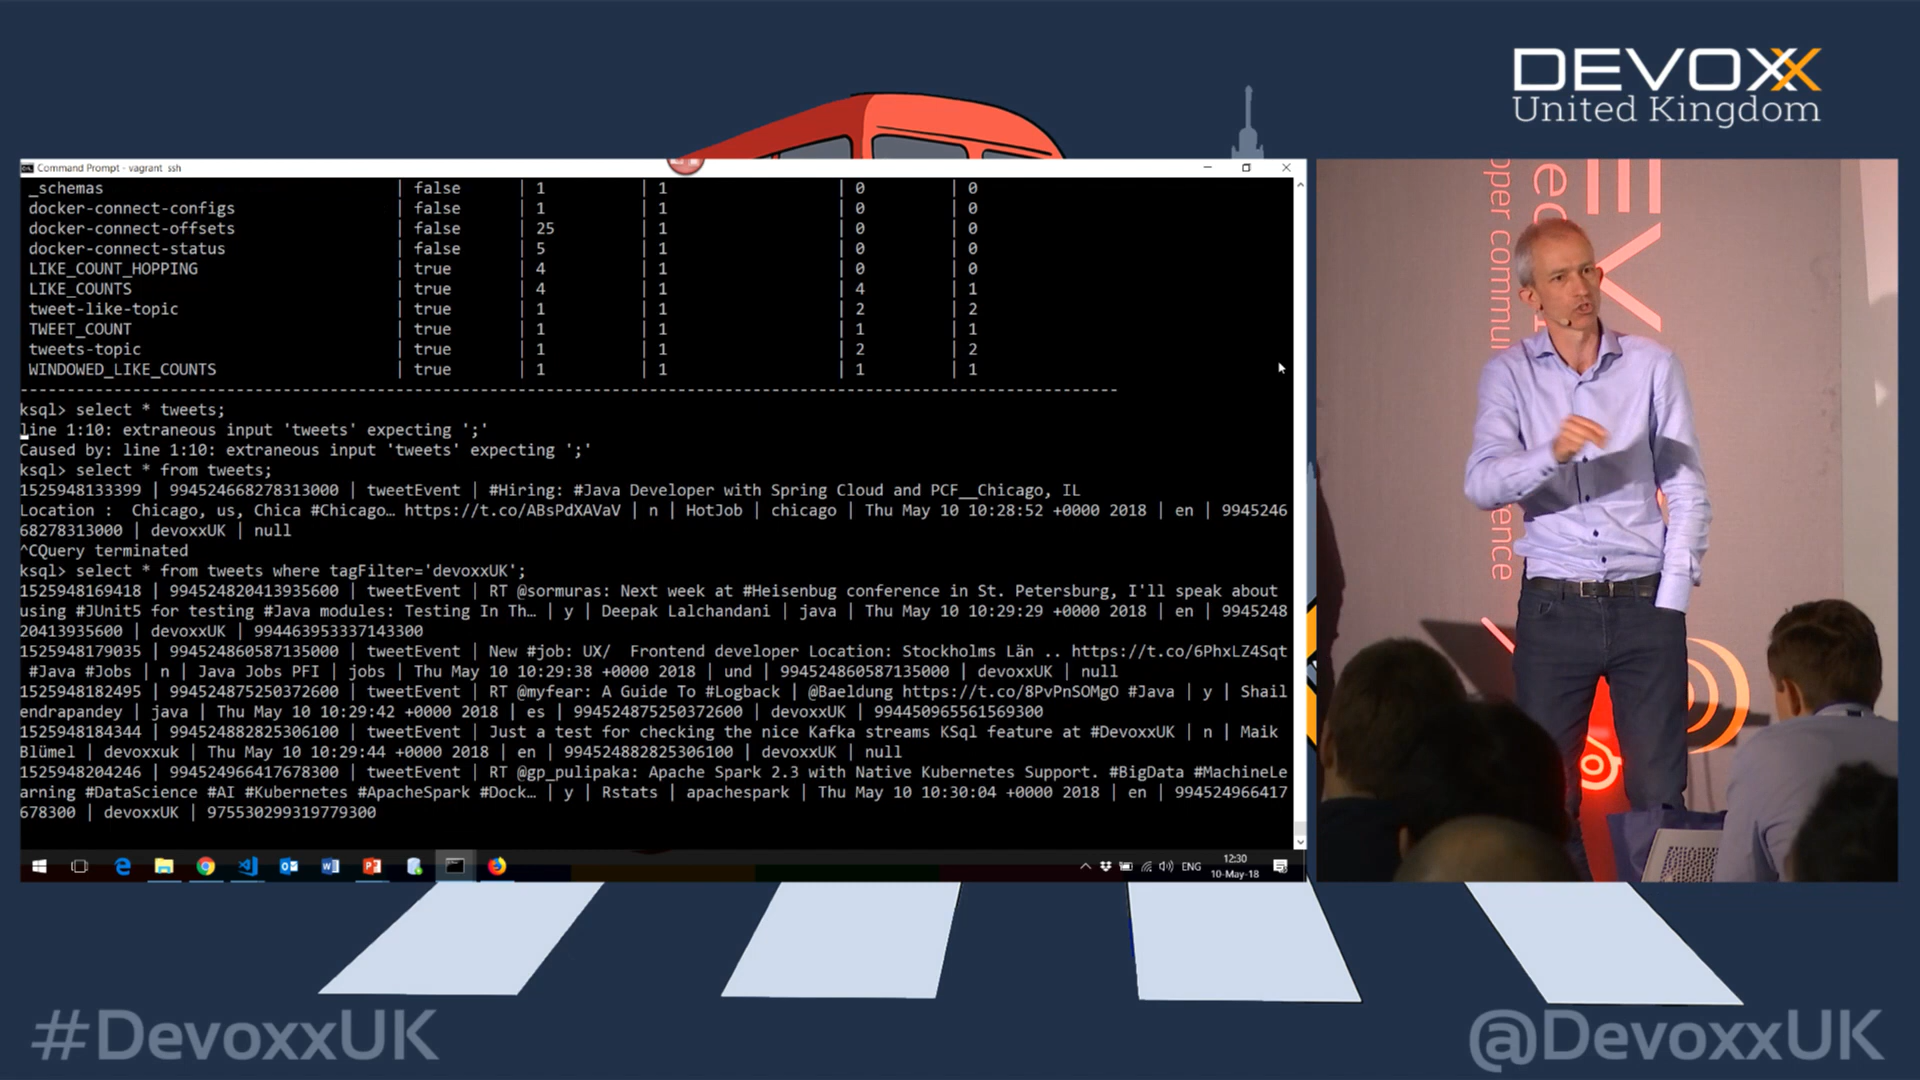 DEVOXX
United Kingdom
Command Prompt - vagrant ssh
_schemas | false | 1 | 1 | 0 | 0
docker-connect-configs | false | 1 | 1 | 0 | 0
docker-connect-offsets | false | 25 | 1 | 0 | 0
docker-connect-status | false | 5 | 1 | 0 | 0
LIKE_COUNT_HOPPING | true | 4 | 1 | 0 | 0
LIKE_COUNTS | true | 4 | 1 | 4 | 1
tweet-like-topic | true | 1 | 1 | 2 | 2
TWEET_COUNT | true | 1 | 1 | 1 | 1
tweets-topic | true | 1 | 1 | 2 | 2
WINDOWED_LIKE_COUNTS | true | 1 | 1 | 1 | 1
ksql> select * tweets;
line 1:10: extraneous input 'tweets' expecting ';'
Caused by: line 1:10: extraneous input 'tweets' expecting ';'
ksql> select * from tweets;
1525948133399 | 994524668278313000 | tweetEvent | #Hiring: #Java Developer with Spring Cloud and PCF__Chicago, IL
Location : Chicago, us, Chica #Chicago… https://t.co/ABsPdXAVaV | n | HotJob | chicago | Thu May 10 10:28:52 +0000 2018 | en | 9945246
68278313000 | devoxxUK | null
^CQuery terminated
ksql> select * from tweets where tagFilter='devoxxUK';
1525948169418 | 994524820413935600 | tweetEvent | RT @sormuras: Next week at #Heisenbug conference in St. Petersburg, I'll speak about
using #JUnit5 for testing #Java modules: Testing In Th… | y | Deepak Lalchandani | java | Thu May 10 10:29:29 +0000 2018 | en | 9945248
20413935600 | devoxxUK | 994463953337143300
1525948179035 | 994524860587135000 | tweetEvent | New #job: UX/ Frontend developer Location: Stockholms Län .. https://t.co/6PhxLZ4Sqt
#Java #Jobs | n | Java Jobs PFI | jobs | Thu May 10 10:29:38 +0000 2018 | und | 994524860587135000 | devoxxUK | null
1525948182495 | 994524875250372600 | tweetEvent | RT @myfear: A Guide To #Logback | @Baeldung https://t.co/8PvPnSOMgO #Java | y | Shail
endrapandey | java | Thu May 10 10:29:42 +0000 2018 | es | 994524875250372600 | devoxxUK | 994450965561569300
1525948184344 | 994524882825306100 | tweetEvent | Just a test for checking the nice Kafka streams KSql feature at #DevoxxUK | n | Maik
Blümel | devoxxuk | Thu May 10 10:29:44 +0000 2018 | en | 994524882825306100 | devoxxUK | null
1525948204246 | 994524966417678300 | tweetEvent | RT @gp_pulipaka: Apache Spark 2.3 with Native Kubernetes Support. #BigData #MachineLe
arning #DataScience #AI #Kubernetes #ApacheSpark #Dock… | y | Rstats | apachespark | Thu May 10 10:30:04 +0000 2018 | en | 994524966417
678300 | devoxxUK | 975530299319779300
ENG
12:30
10-May-18
#DevoxxUK
@DevoxxUK